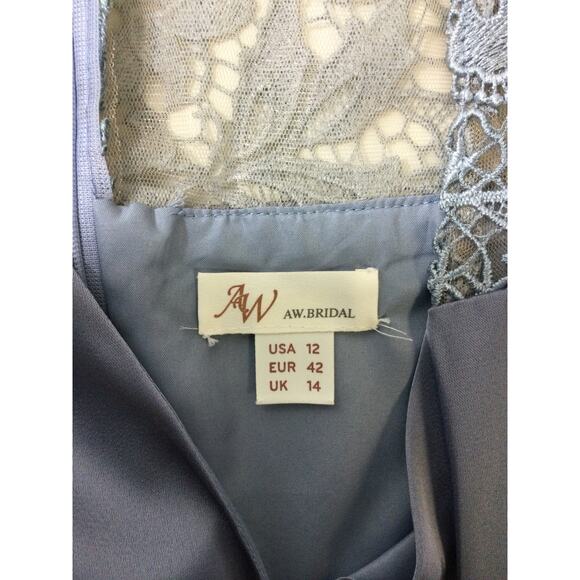 AW AW.BRIDAL
USA 12
EUR 42
UK 14